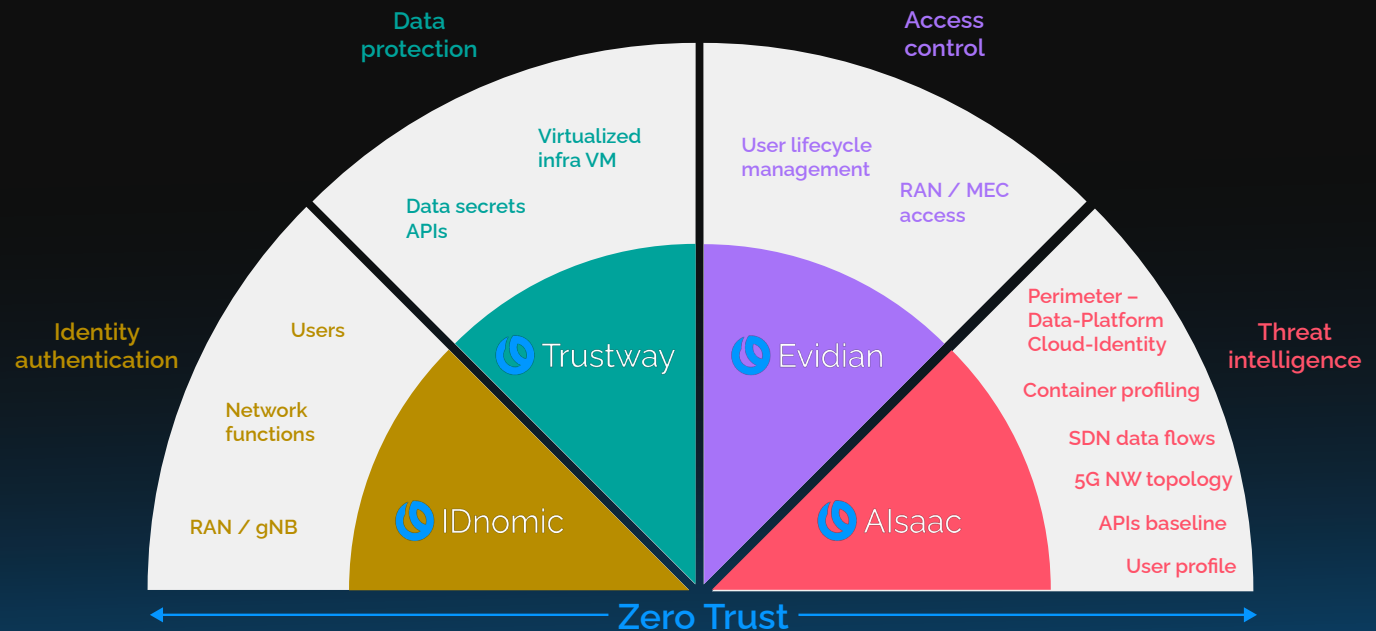 Data
protection
Access
control
Virtualized
infra VM
Data secrets
APIs
User lifecycle
management
RAN / MEC
access
Identity
authentication
Users
Network
functions
RAN / gNB
Trustway
Evidian
IDnomic
AIsaac
Perimeter –
Data-Platform
Cloud-Identity
Container profiling
SDN data flows
5G NW topology
APIs baseline
User profile
Threat
intelligence
Zero Trust